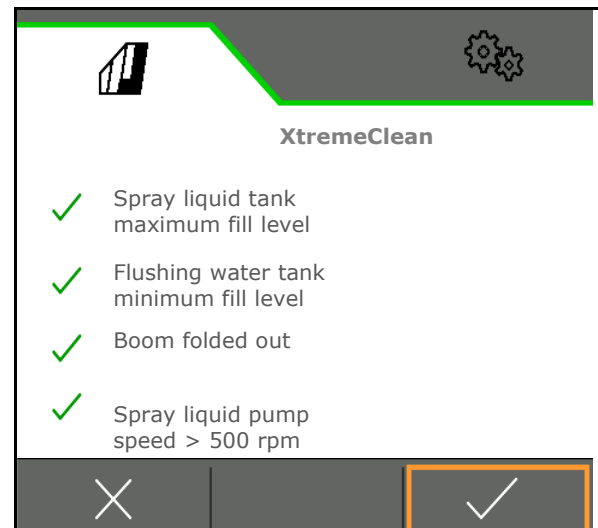 XtremeClean
Spray liquid tank
maximum fill level
Flushing water tank
minimum fill level
Boom folded out
Spray liquid pump
speed > 500 rpm